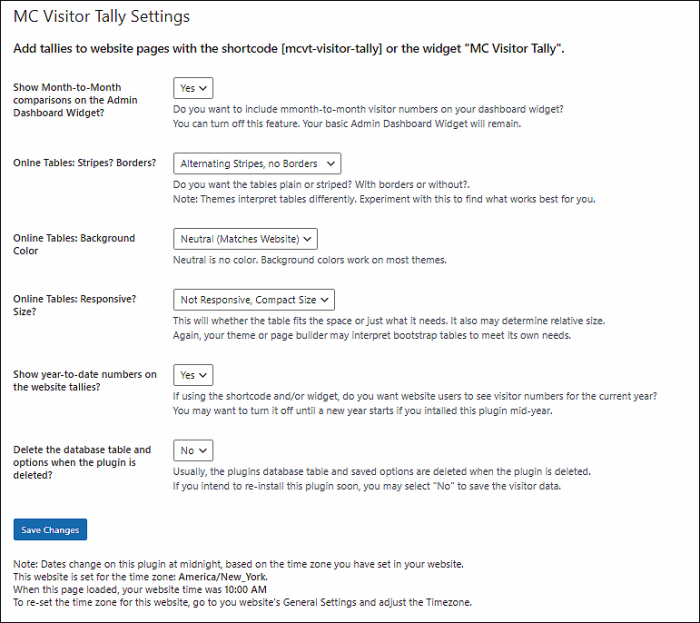 MC Visitor Tally Settings
Add tallies to website pages with the shortcode [mcvt-visitor-tally] or the widget "MC Visitor Tally".
Show Month-to-Month
comparisons on the Admin
Dashboard Widget?
Yes
Do you want to include mmonth-to-month visitor numbers on your dashboard widget?
You can turn off this feature. Your basic Admin Dashboard Widget will remain.
Onlne Tables: Stripes? Borders?
Alternating Stripes, no Borders
Do you want the tables plain or striped? With borders or without?.
Note: Themes interpret tables differently. Experiment with this to find what works best for you.
Online Tables: Background
Color
Neutral (Matches Website)
Neutral is no color. Background colors work on most themes.
Online Tables: Responsive?
Size?
Not Responsive, Compact Size
This will whether the table fits the space or just what it needs. It also may determine relative size.
Again, your theme or page builder may interpret bootstrap tables to meet its own needs.
Show year-to-date numbers on
the website tallies?
Yes
If using the shortcode and/or widget, do you want website users to see visitor numbers for the current year?
You may want to turn it off until a new year starts if you intalled this plugin mid-year.
Delete the database table and
options when the plugin is
deleted?
No
Usually, the plugins database table and saved options are deleted when the plugin is deleted.
If you intend to re-install this plugin soon, you may select "No" to save the visitor data.
Save Changes
Note: Dates change on this plugin at midnight, based on the time zone you have set in your website.
This website is set for the time zone: America/New_York.
When this page loaded, your website time was 10:00 AM
To re-set the time zone for this website, go to you website's General Settings and adjust the Timezone.